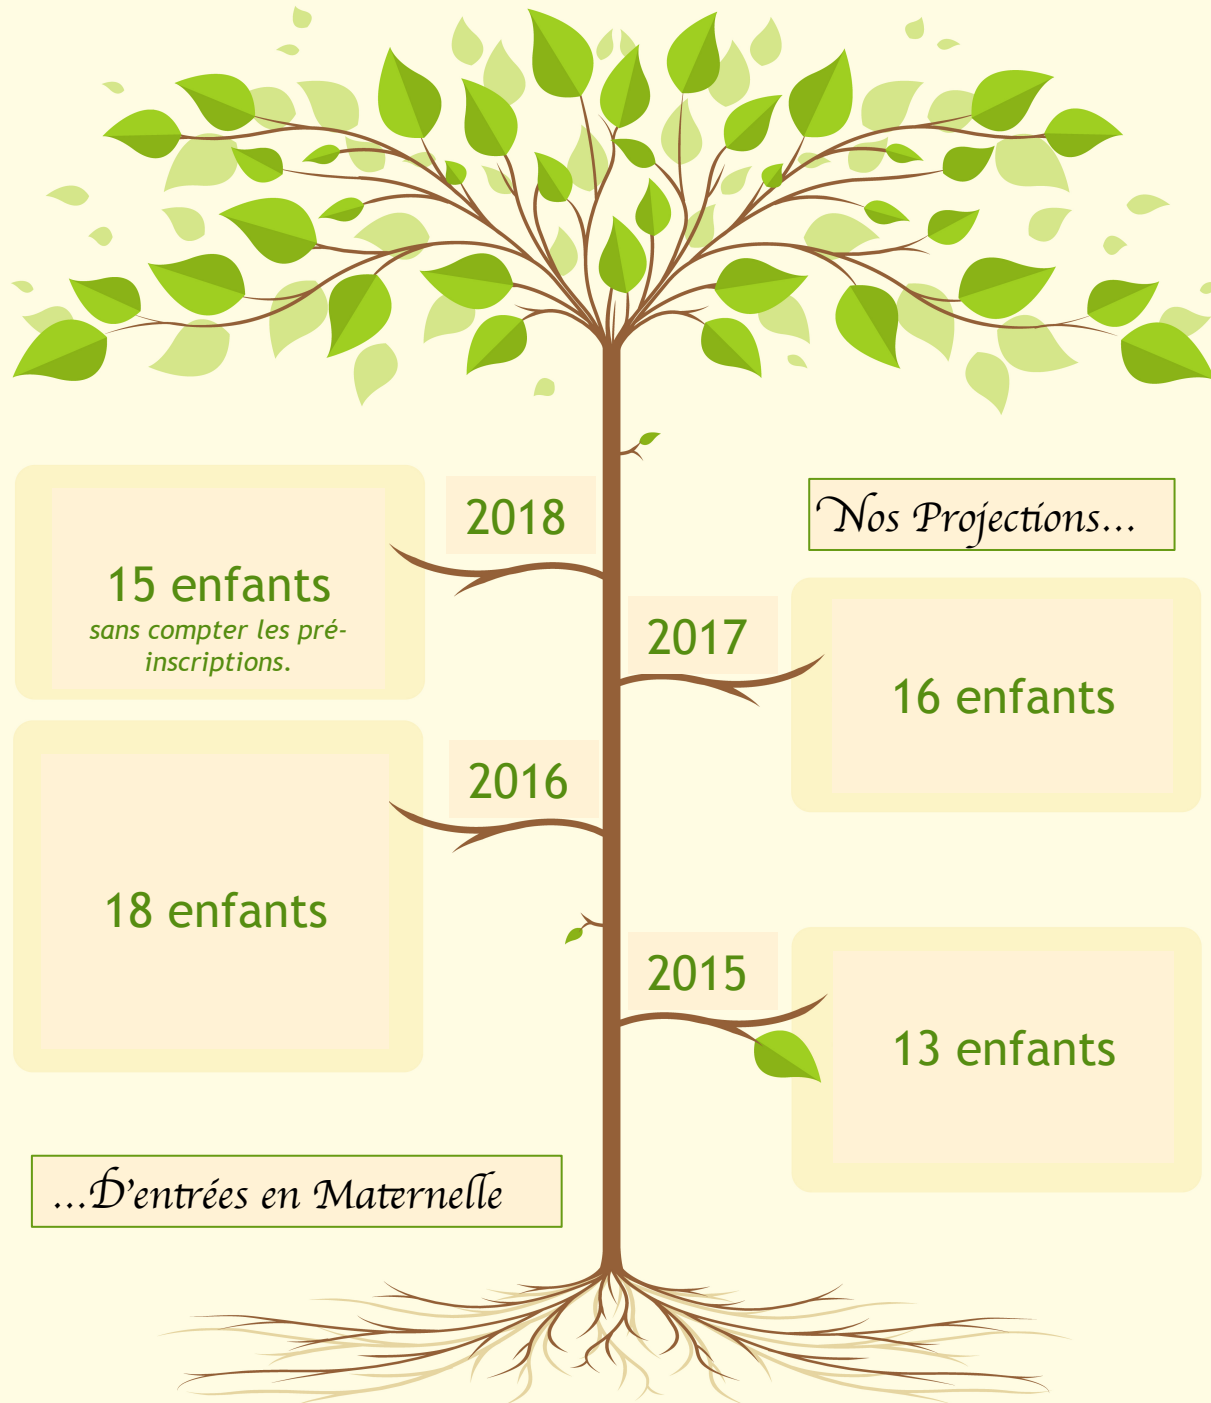 2018
Nos Projections...
15 enfants
sans compter les pré-
inscriptions.
2017
16 enfants
2016
18 enfants
2015
13 enfants
...D'entrées en Maternelle